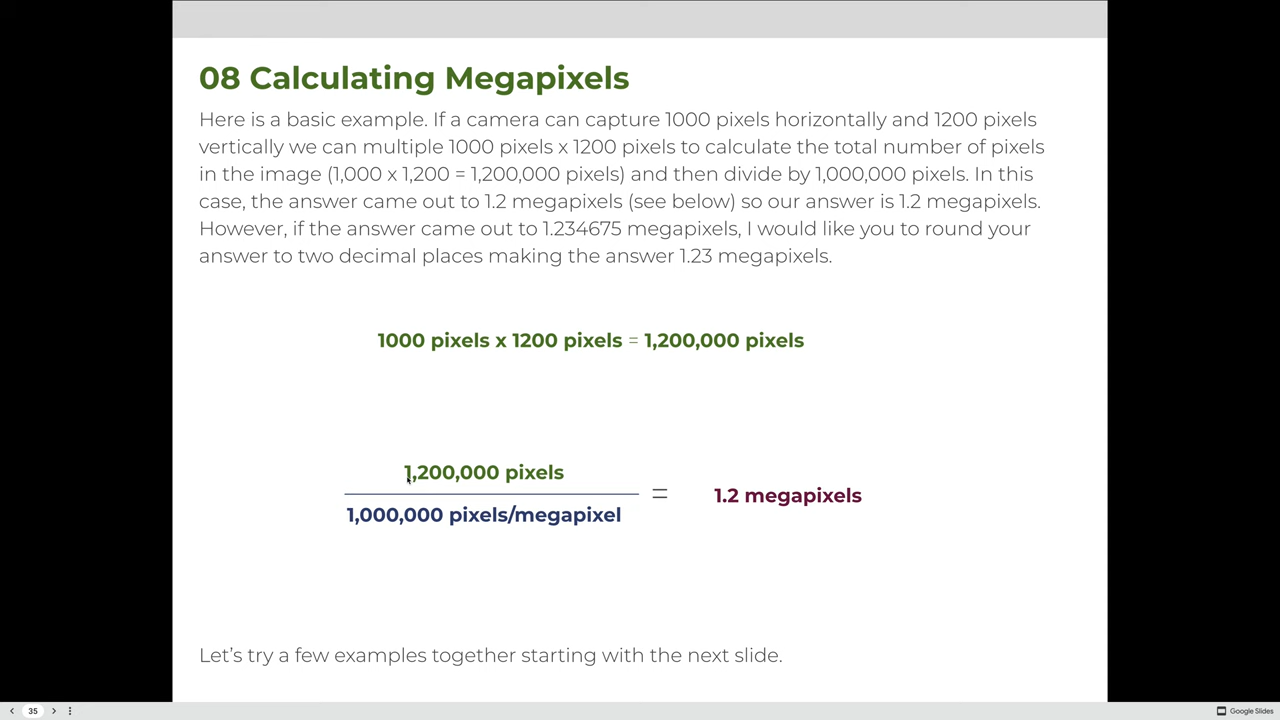 08 Calculating Megapixels
Here is a basic example. If a camera can capture 1000 pixels horizontally and 1200 pixels
vertically we can multiple 1000 pixels x 1200 pixels to calculate the total number of pixels
in the image (1,000 x 1,200 = 1,200,000 pixels) and then divide by 1,000,000 pixels. In this
case, the answer came out to 1.2 megapixels (see below) so our answer is 1.2 megapixels.
However, if the answer came out to 1.234675 megapixels, I would like you to round your
answer to two decimal places making the answer 1.23 megapixels.
1000 pixels x 1200 pixels = 1,200,000 pixels
1,200,000 pixels
1,000,000 pixels/megapixel
= 1.2 megapixels
Let’s try a few examples together starting with the next slide.
35
Google Slides